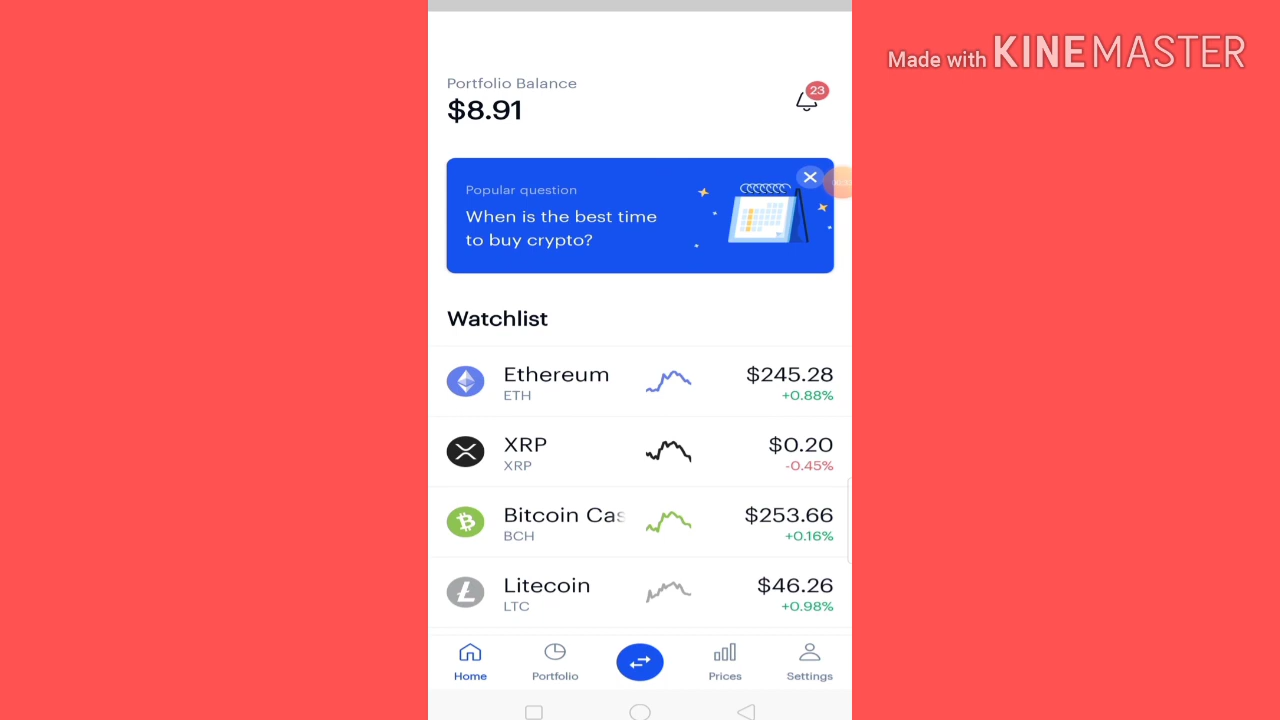 Made with KINEMASTER
Portfolio Balance
$8.91
23
Popular question
When is the best time
to buy crypto?
Watchlist
Ethereum
ETH
$245.28
+0.88%
XRP
XRP
$0.20
-0.45%
Bitcoin Cas
BCH
$253.66
+0.16%
Litecoin
LTC
$46.26
+0.98%
Home
Portfolio
Prices
Settings